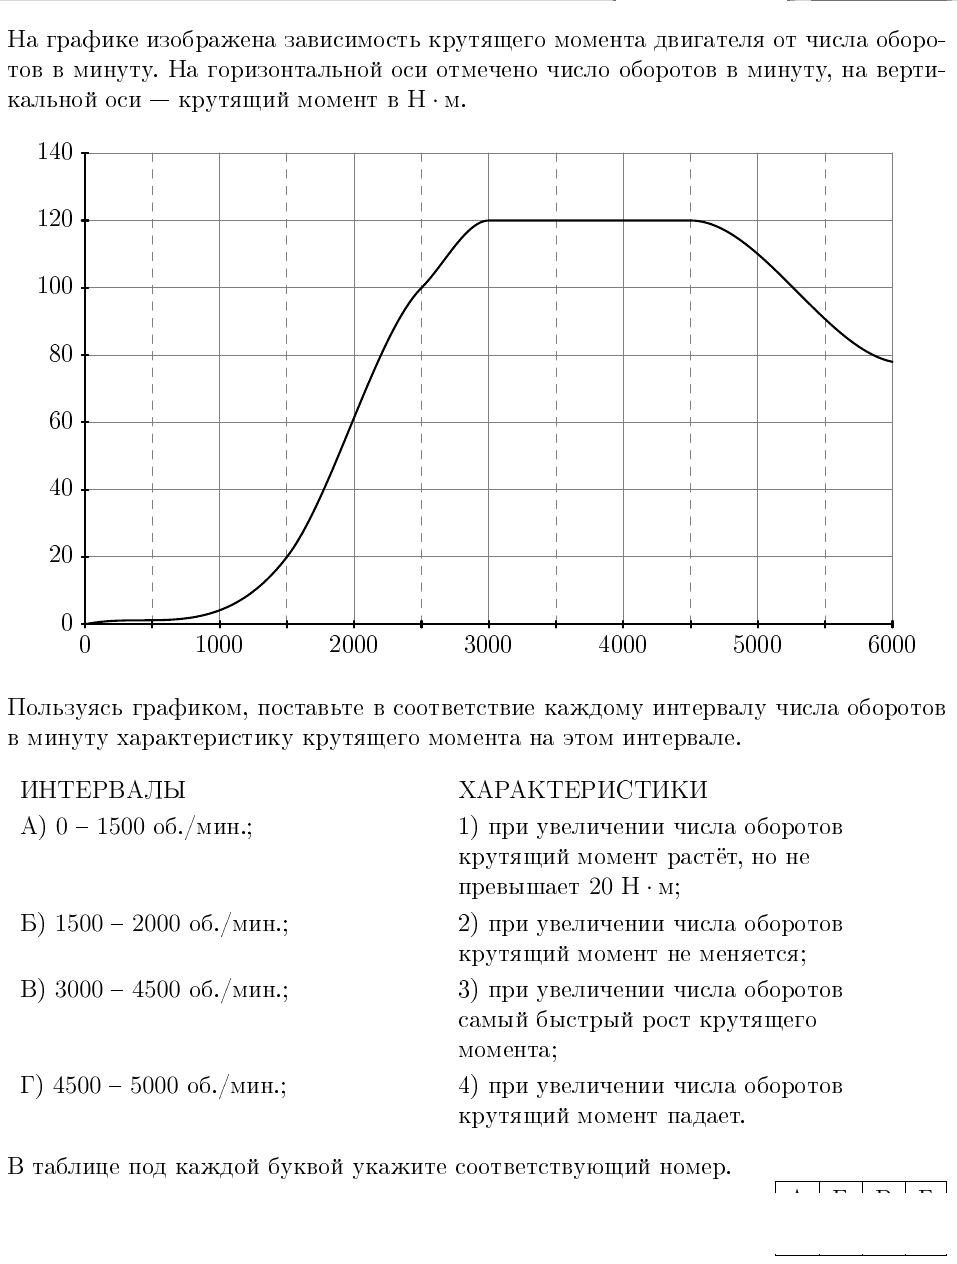 На графике изображена зависимость крутящего момента двигателя от числа оборо-
тов в минуту. На горизонтальной оси отмечено число оборотов в минуту, на верти-
кальной оси — крутящий момент в Н · м.
140
120
100
80
60
40
20
0
0 1000 2000 3000 4000 5000 6000
Пользуясь графиком, поставьте в соответствие каждому интервалу числа оборотов
в минуту характеристику крутящего момента на этом интервале.
ИНТЕРВАЛЫ ХАРАКТЕРИСТИКИ
А) 0 – 1500 об./мин.; 1) при увеличении числа оборотов
крутящий момент растёт, но не
превышает 20 Н · м;
Б) 1500 – 2000 об./мин.; 2) при увеличении числа оборотов
крутящий момент не меняется;
В) 3000 – 4500 об./мин.; 3) при увеличении числа оборотов
самый быстрый рост крутящего
момента;
Г) 4500 – 5000 об./мин.; 4) при увеличении числа оборотов
крутящий момент падает.
В таблице под каждой буквой укажите соответствующий номер.